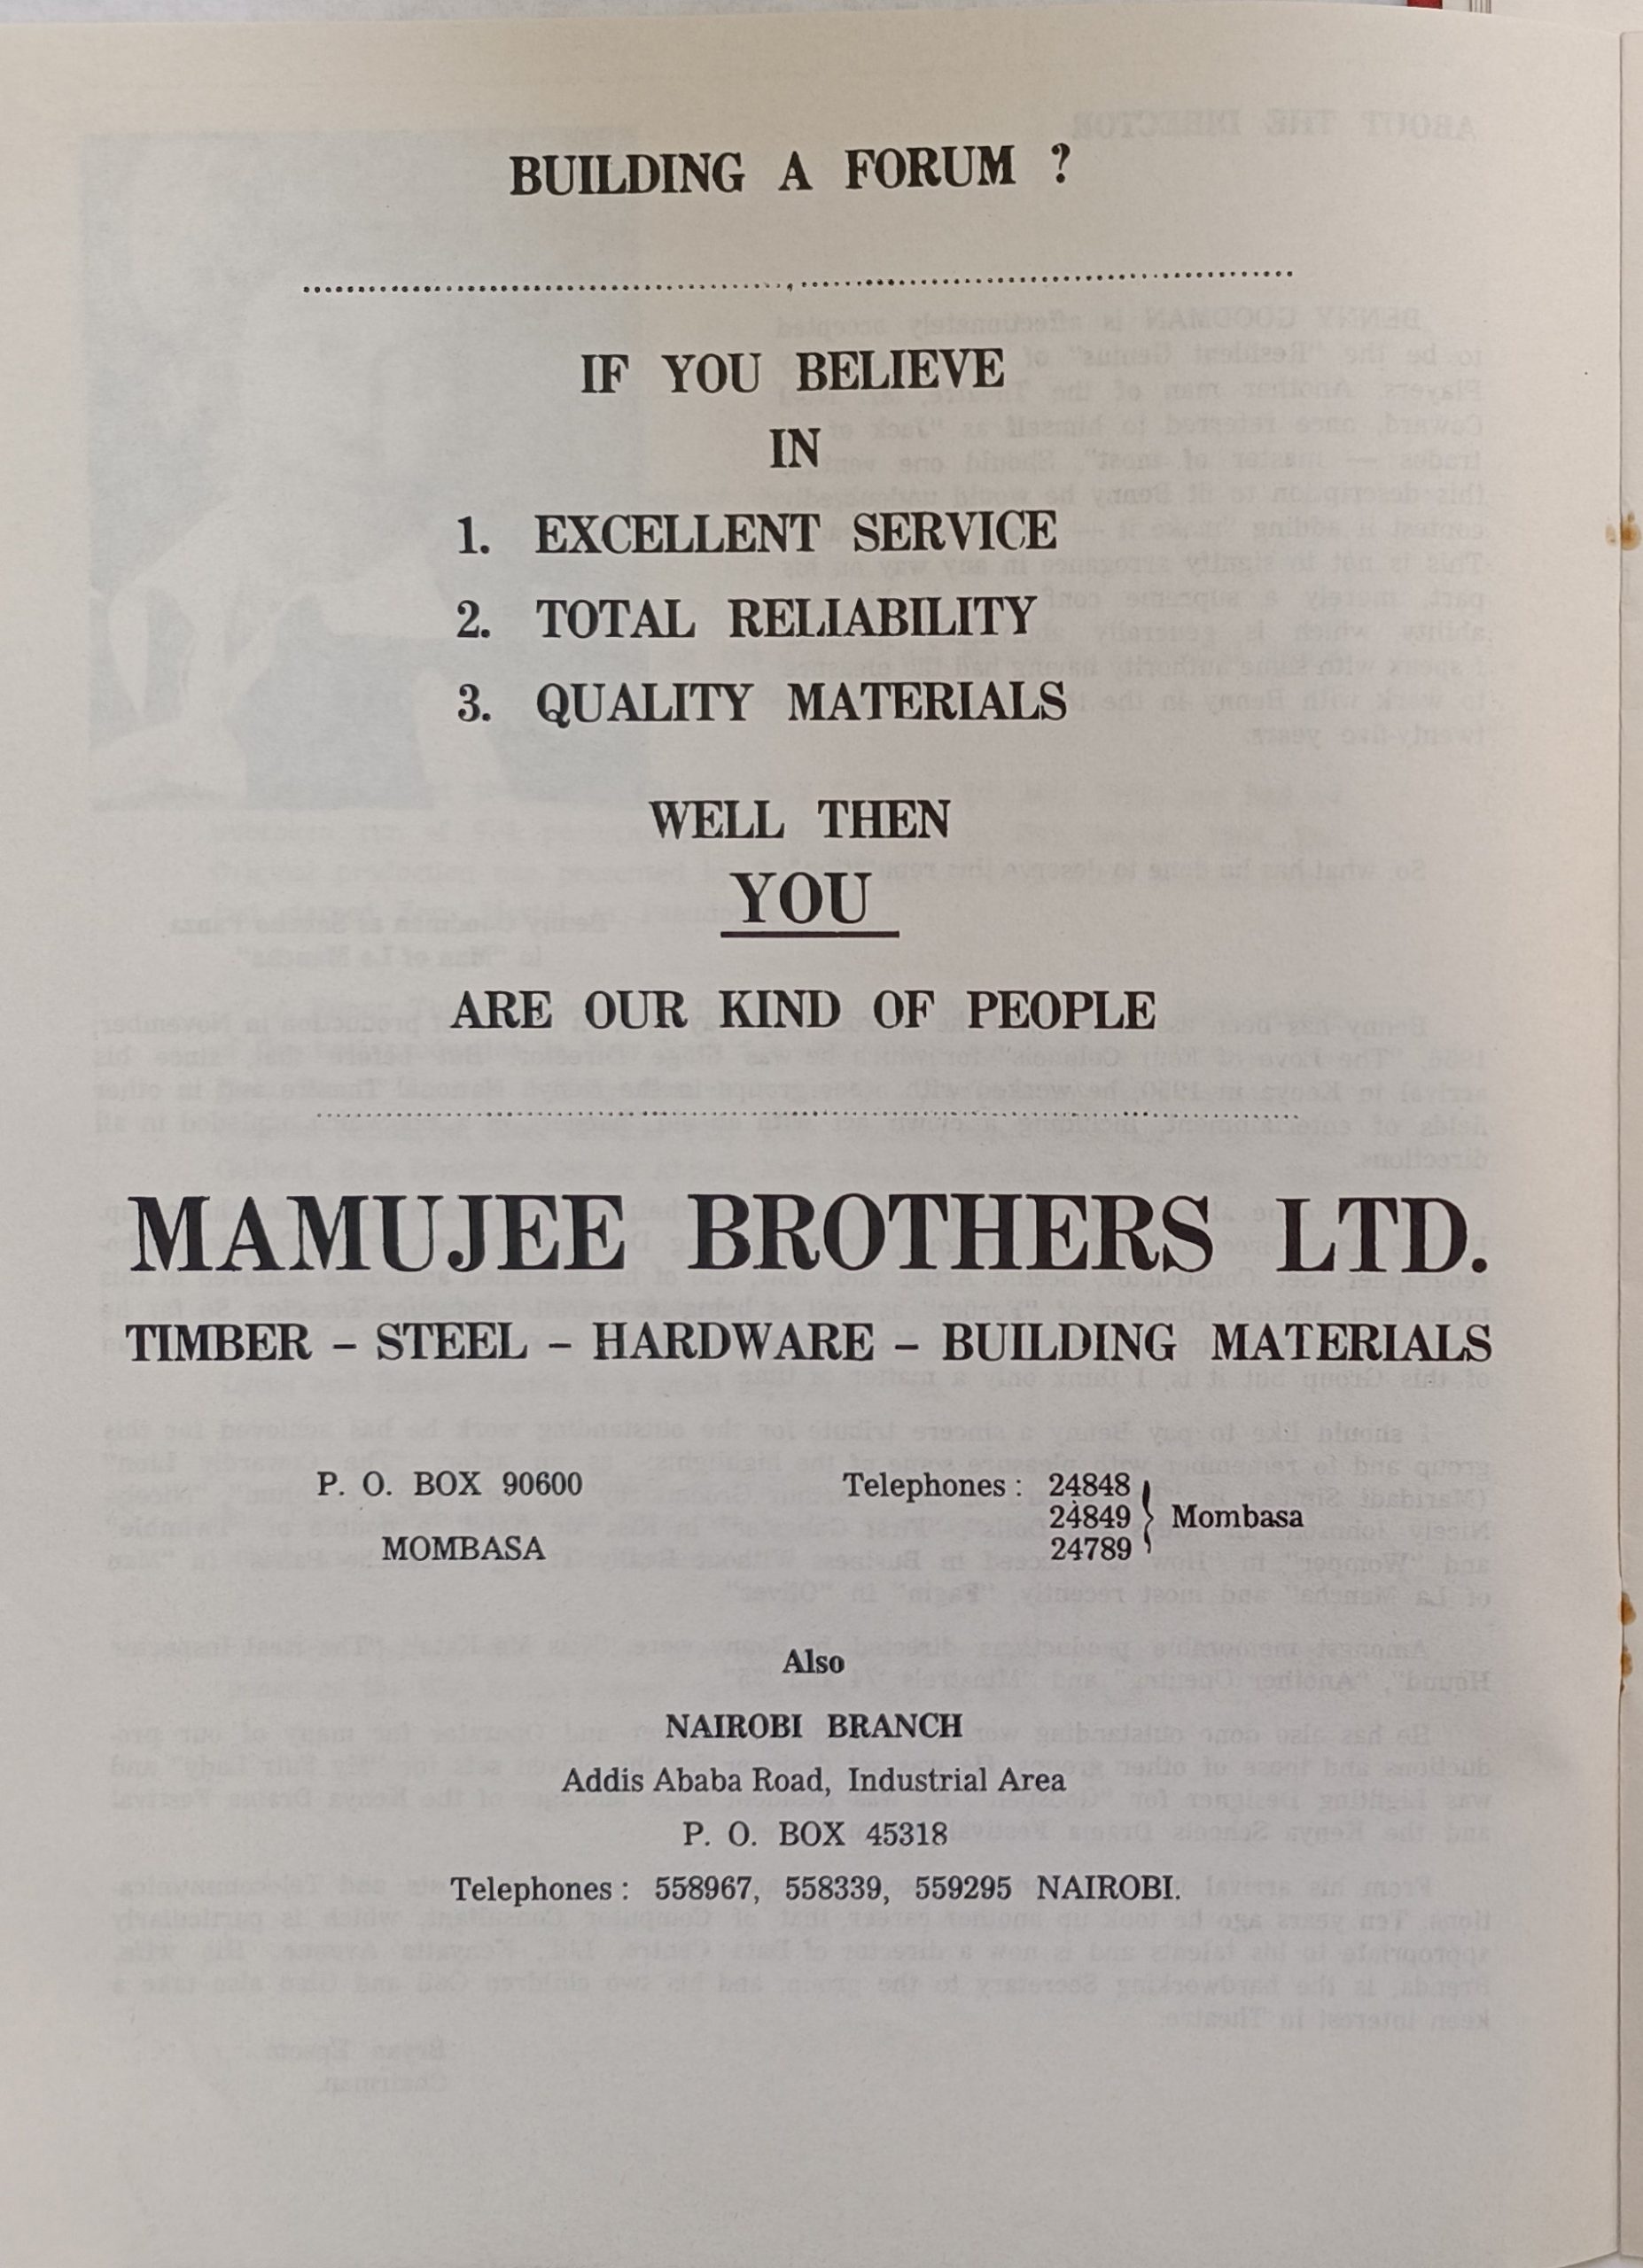 BUILDING A FORUM ?
IF YOU BELIEVE
IN
1. EXCELLENT SERVICE
2. TOTAL RELIABILITY
3. QUALITY MATERIALS
WELL THEN
YOU
ARE OUR KIND OF PEOPLE
MAMUJEE BROTHERS LTD.
TIMBER – STEEL – HARDWARE – BUILDING MATERIALS
P. O. BOX 90600
MOMBASA
Telephones : 24848
24849 Mombasa
24789
Also
NAIROBI BRANCH
Addis Ababa Road, Industrial Area
P. O. BOX 45318
Telephones : 558967, 558339, 559295 NAIROBI.